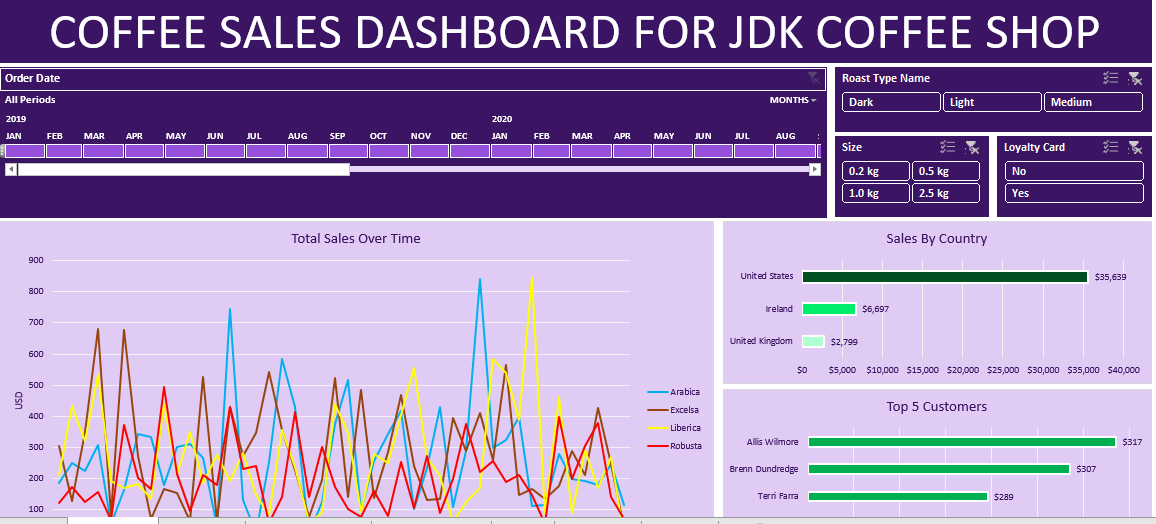 COFFEE SALES DASHBOARD FOR JDK COFFEE SHOP
Order Date
All Periods
MONTHS
2019 2020
JAN FEB MAR APR MAY JUN JUL AUG SEP OCT NOV DEC JAN FEB MAR APR MAY JUN JUL AUG
Roast Type Name
Dark Light Medium
Size
0.2 kg 0.5 kg
1.0 kg 2.5 kg
Loyalty Card
No
Yes
Total Sales Over Time
900
800
700
600
500
400
300
200
100
USD
Arabica
Excelsa
Liberica
Robusta
Sales By Country
United States $35,639
Ireland $6,697
United Kingdom $2,799
$0 $5,000 $10,000 $15,000 $20,000 $25,000 $30,000 $35,000 $40,000
Top 5 Customers
Allis Wilmore $317
Brenn Dundredge $307
Terri Farra $289